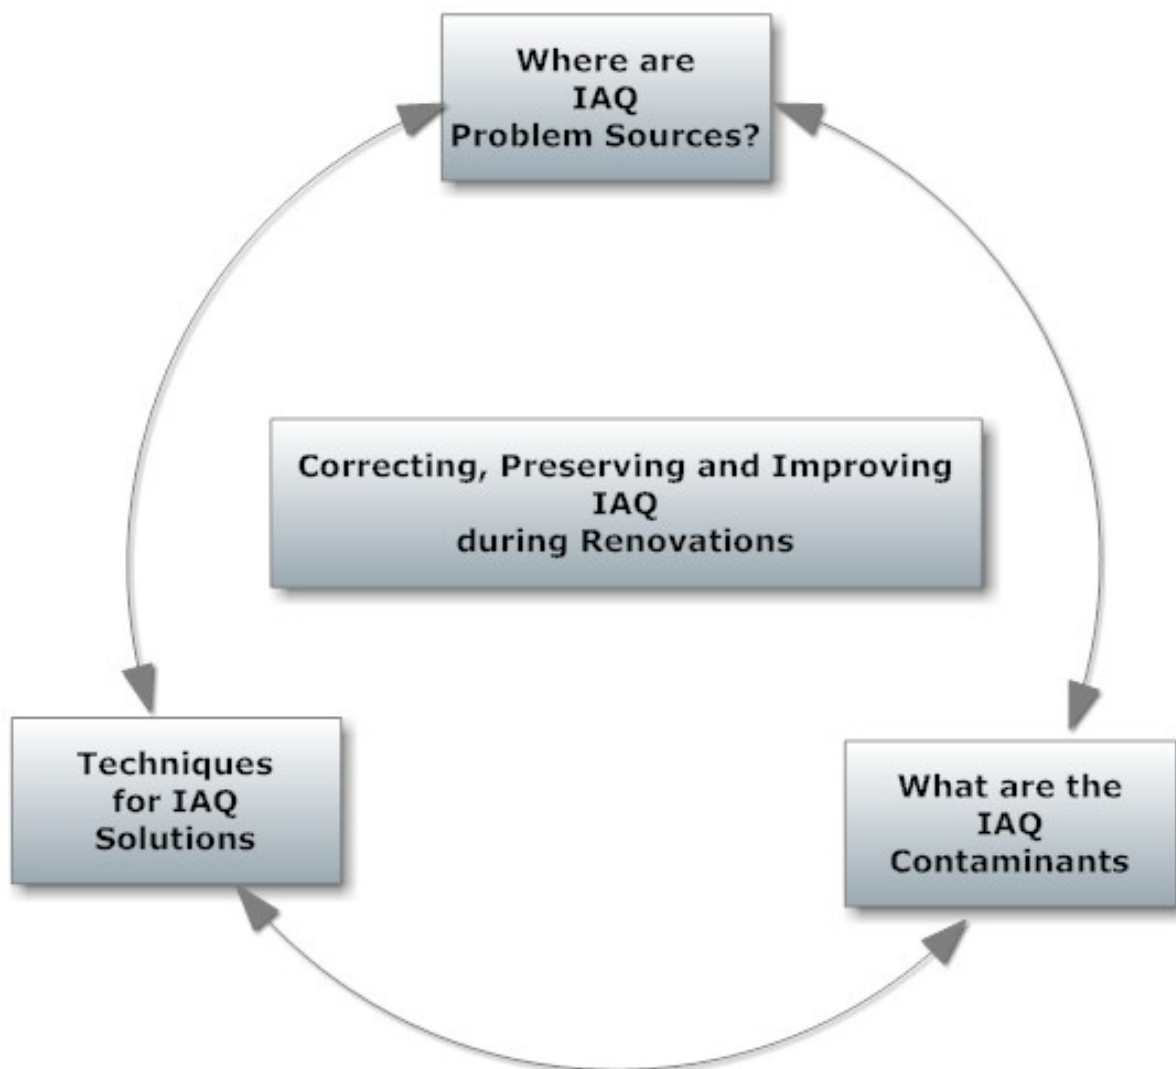 Where are
IAQ
Problem Sources?
Correcting, Preserving and Improving
IAQ
during Renovations
Techniques
for IAQ
Solutions
What are the
IAQ
Contaminants